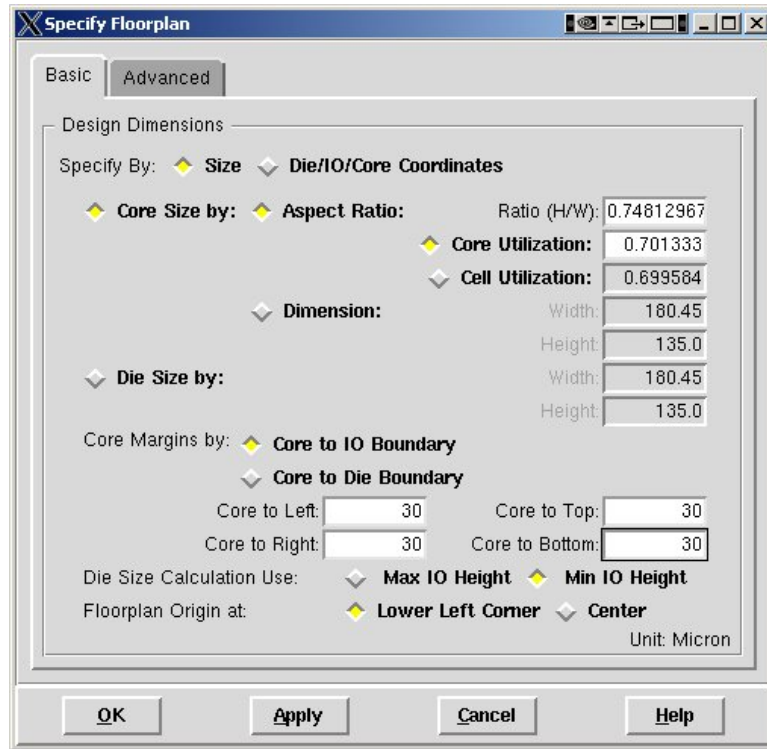 Specify Floorplan
Basic Advanced
Design Dimensions
Specify By: Size Die/IO/Core Coordinates
Core Size by: Aspect Ratio: Ratio (H/W): 0.74812967
Core Utilization: 0.701333
Cell Utilization: 0.699584
Dimension: Width: 180.45
Height: 135.0
Die Size by: Width: 180.45
Height: 135.0
Core Margins by: Core to IO Boundary
Core to Die Boundary
Core to Left: 30 Core to Top: 30
Core to Right: 30 Core to Bottom: 30
Die Size Calculation Use: Max IO Height Min IO Height
Floorplan Origin at: Lower Left Corner Center
Unit: Micron
OK Apply Cancel Help